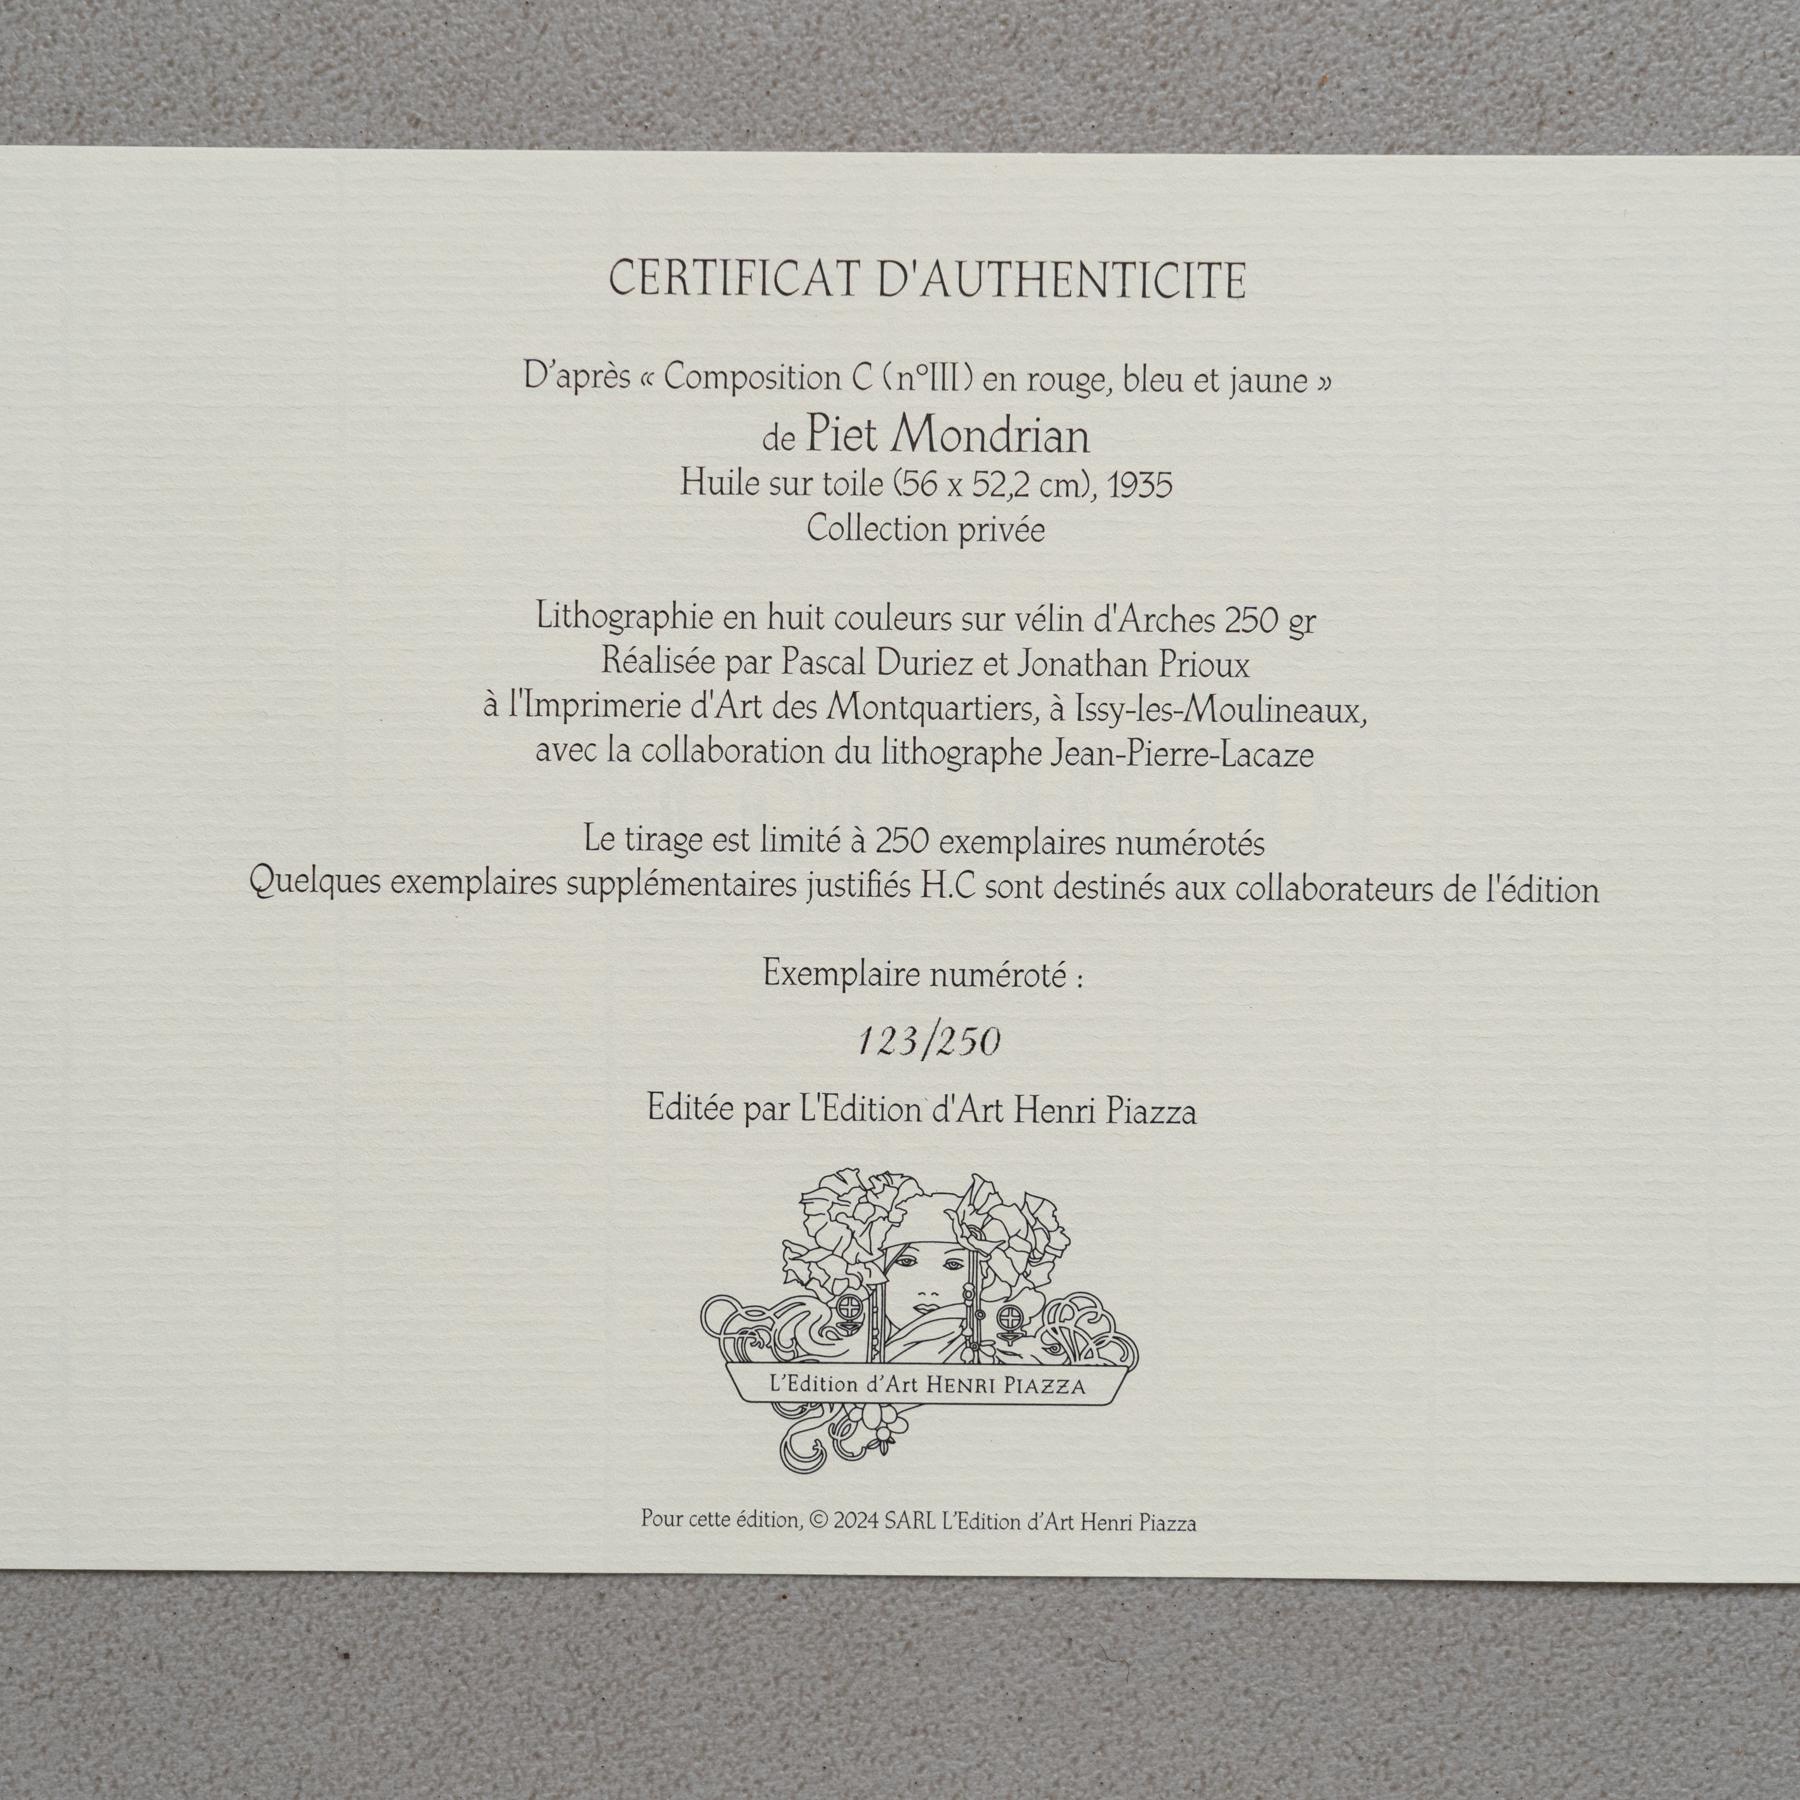 CERTIFICAT D'AUTHENTICITE
D’après « Composition C (n°III) en rouge, bleu et jaune »
de Piet Mondrian
Huile sur toile (56 x 52,2 cm), 1935
Collection privée
Lithographie en huit couleurs sur vélin d'Arches 250 gr
Réalisée par Pascal Duriez et Jonathan Prioux
à l'Imprimerie d'Art des Montquartiers, à Issy-les-Moulineaux,
avec la collaboration du lithographe Jean-Pierre-Lacaze
Le tirage est limité à 250 exemplaires numérotés
Quelques exemplaires supplémentaires justifiés H.C sont destinés aux collaborateurs de l'édition
Exemplaire numéroté :
123/250
Editée par L'Edition d'Art Henri Piazza
L’Edition d’Art HENRI PIAZZA
Pour cette édition, © 2024 SARL L’Edition d’Art Henri Piazza